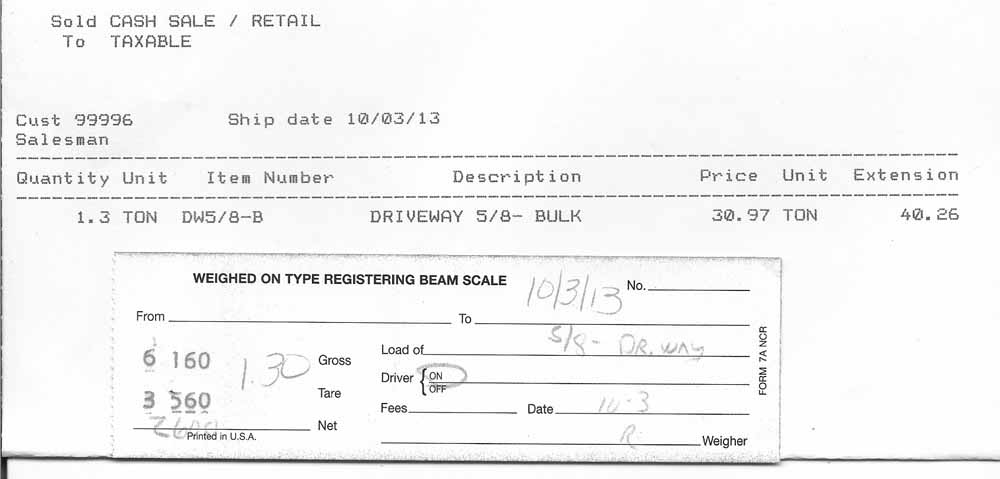 Sold CASH SALE / RETAIL
To TAXABLE
Cust 99996 Ship date 10/03/13
Salesman
Quantity Unit Item Number Description Price Unit Extension
1.3 TON DW5/8-B DRIVEWAY 5/8- BULK 30.97 TON 40.26
WEIGHED ON TYPE REGISTERING BEAM SCALE 10/3/13 No.
From To
5/8- DR. WAY
6 160 1.30 Gross Load of
Driver { ON
OFF
3 560 Tare
Fees Date 10-3
2600 Net
Printed in U.S.A. R Weigher
FORM 7A NCR